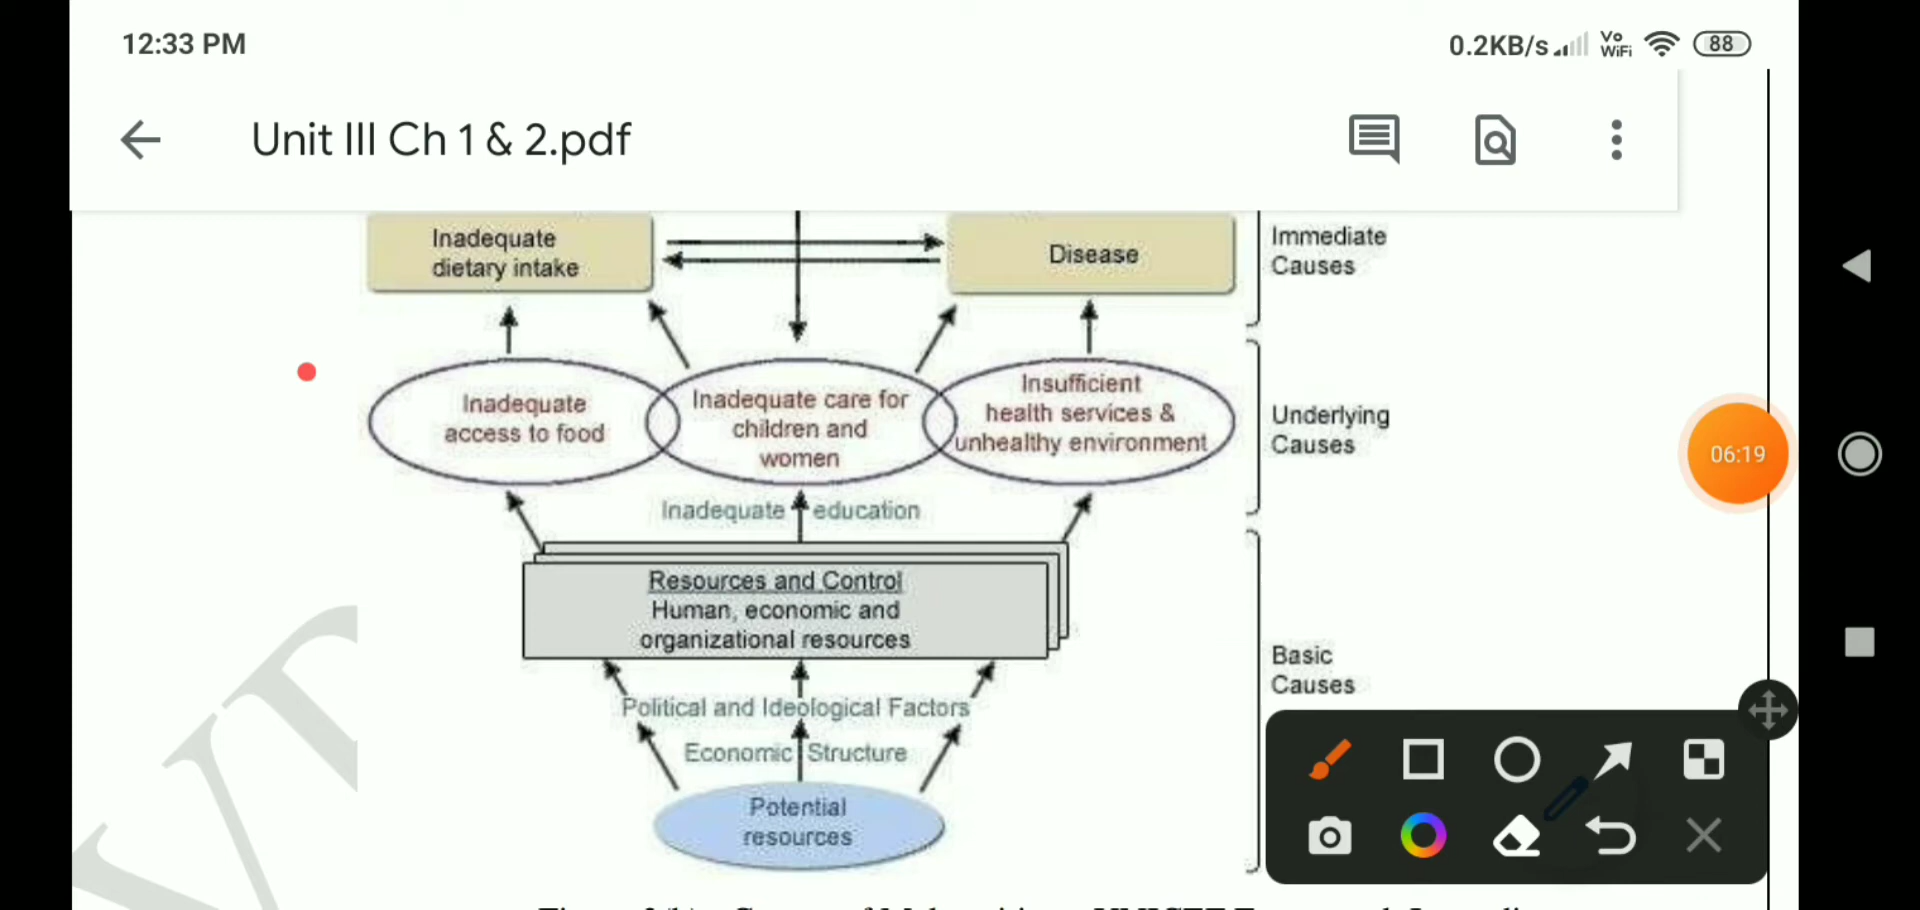 12:33 PM
0.2KB/s
Vo
WiFi
88
Unit III Ch 1 & 2.pdf
Inadequate
dietary intake
Disease
Immediate
Causes
Inadequate
access to food
Inadequate care for
children and
women
Insufficient
health services &
unhealthy environment
Underlying
Causes
06:19
Inadequate education
Resources and Control
Human, economic and
organizational resources
Basic
Causes
Political and Ideological Factors
Economic Structure
Potential
resources